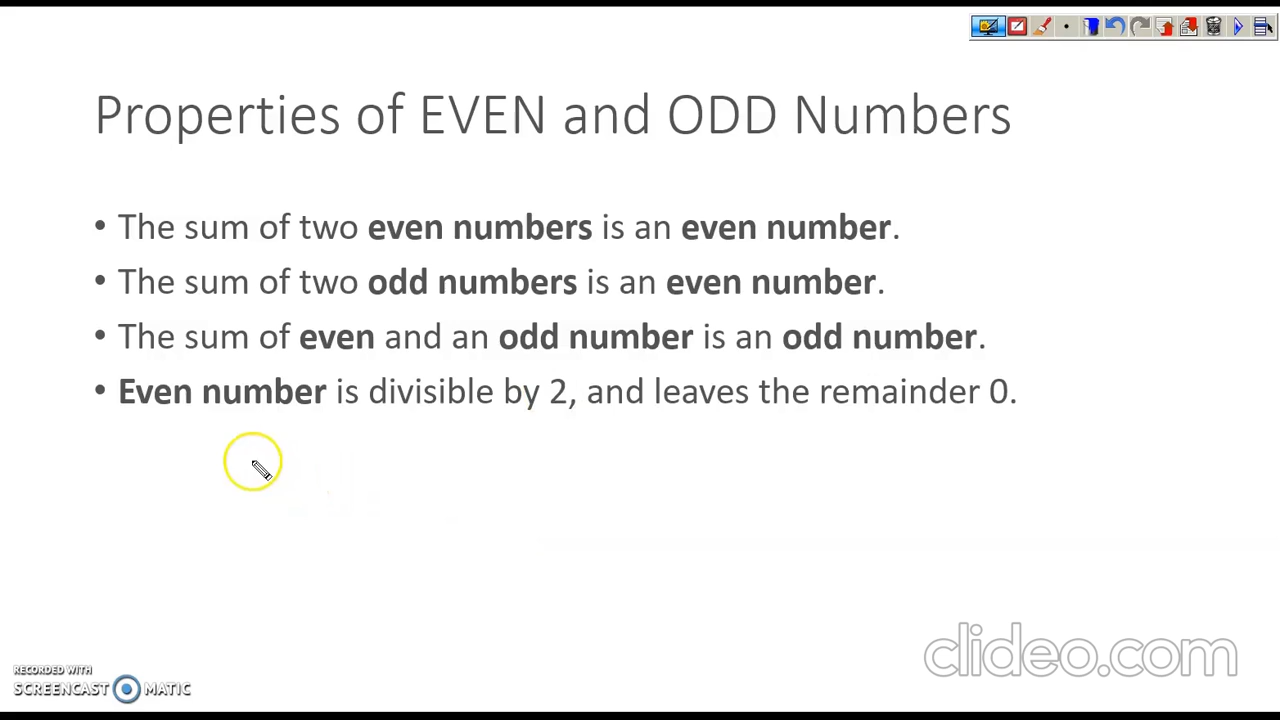 Properties of EVEN and ODD Numbers
• The sum of two even numbers is an even number.
• The sum of two odd numbers is an even number.
• The sum of even and an odd number is an odd number.
• Even number is divisible by 2, and leaves the remainder 0.
clideo.com
RECORDED WITH
SCREENCAST MATIC